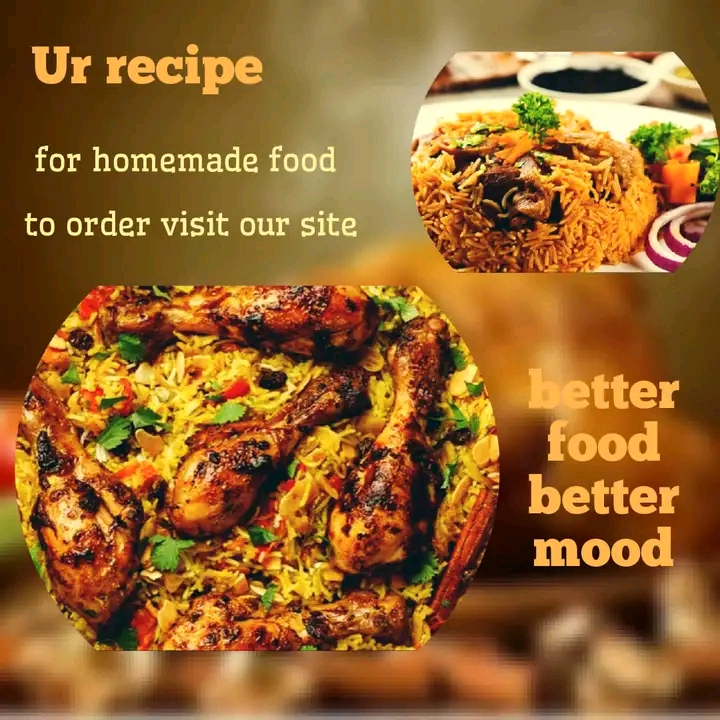 Ur recipe
for homemade food
to order visit our site
better
food
better
mood